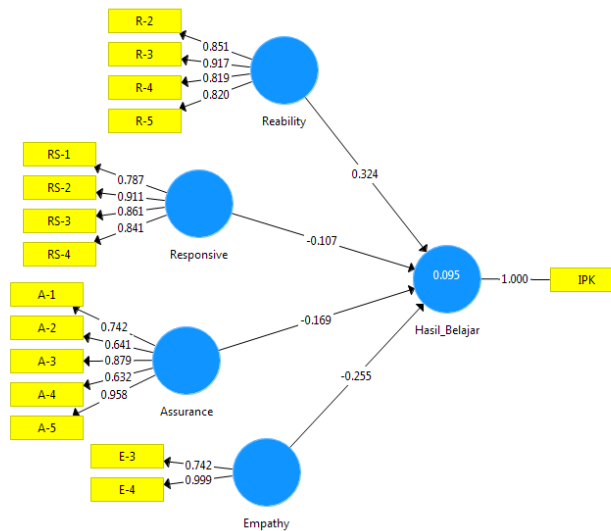 R-2
R-3
R-4
R-5
0.851
0.917
0.819
0.820
Reability
0.324
RS-1
RS-2
RS-3
RS-4
0.787
0.911
0.861
0.841
Responsive
-0.107
A-1
A-2
A-3
A-4
A-5
0.742
0.641
0.879
0.632
0.958
Assurance
-0.169
E-3
E-4
0.742
0.999
Empathy
-0.255
0.095
Hasil_Belajar
1.000
IPK